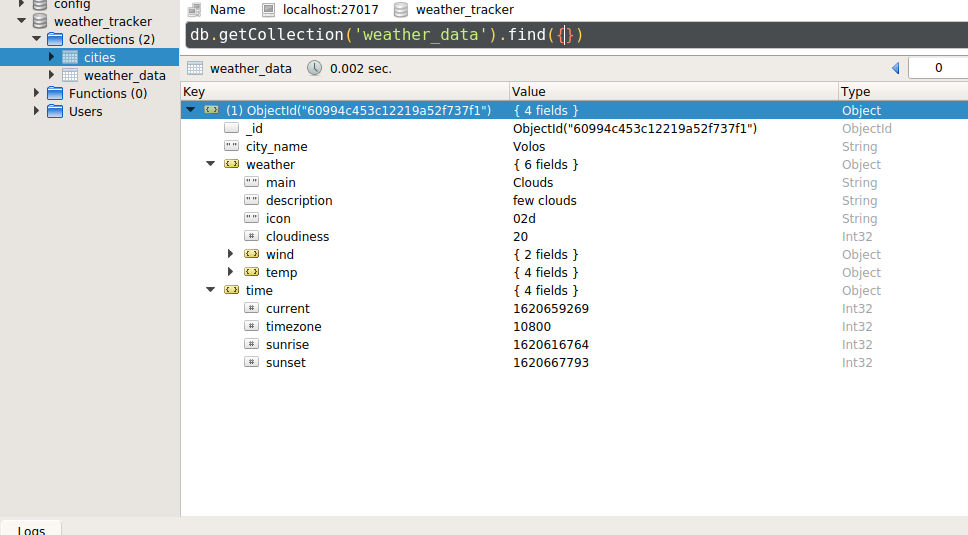 config
weather_tracker
Collections (2)
cities
weather_data
Functions (0)
Users
Name localhost:27017 weather_tracker
db.getCollection('weather_data').find({})
weather_data 0.002 sec. 0
Key Value Type
(1) ObjectId("60994c453c12219a52f737f1") { 4 fields } Object
_id ObjectId("60994c453c12219a52f737f1") ObjectId
city_name Volos String
weather { 6 fields } Object
main Clouds String
description few clouds String
icon 02d String
cloudiness 20 Int32
wind { 2 fields } Object
temp { 4 fields } Object
time { 4 fields } Object
current 1620659269 Int32
timezone 10800 Int32
sunrise 1620616764 Int32
sunset 1620667793 Int32
Logs